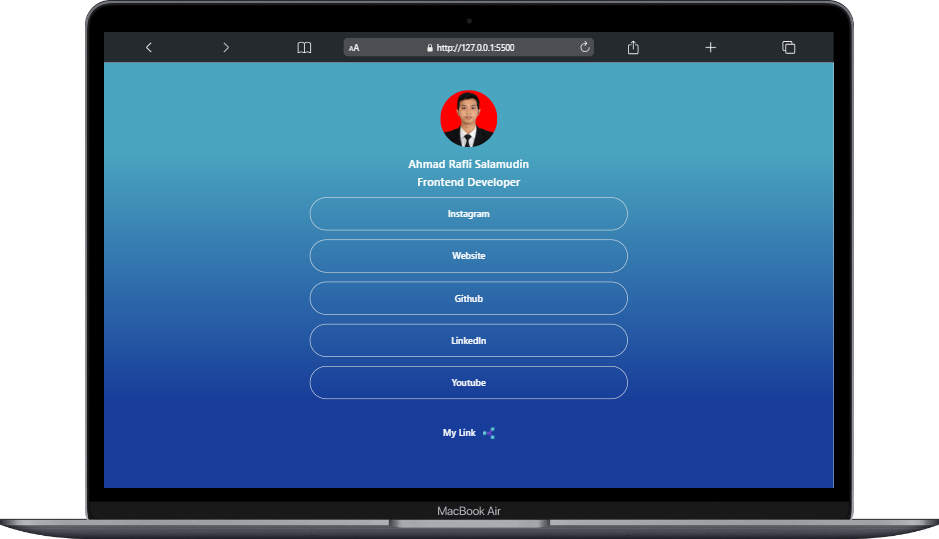 AA http://127.0.0.1:5500
Ahmad Rafli Salamudin
Frontend Developer
Instagram
Website
Github
LinkedIn
Youtube
My Link
MacBook Air